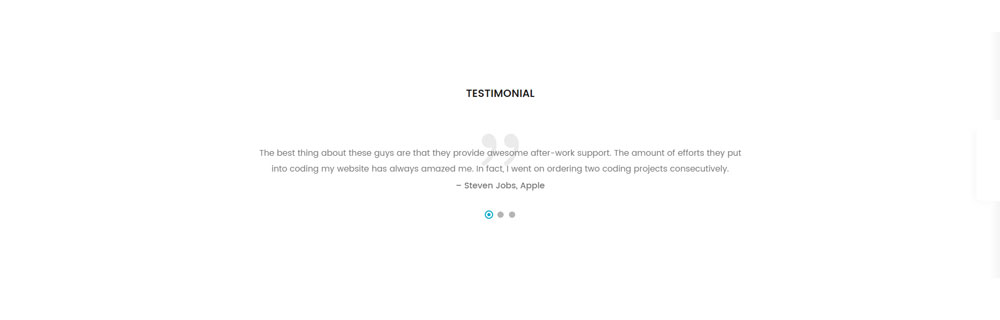 TESTIMONIAL
The best thing about these guys are that they provide awesome after-work support. The amount of efforts they put
into coding my website has always amazed me. In fact, I went on ordering two coding projects consecutively.
– Steven Jobs, Apple